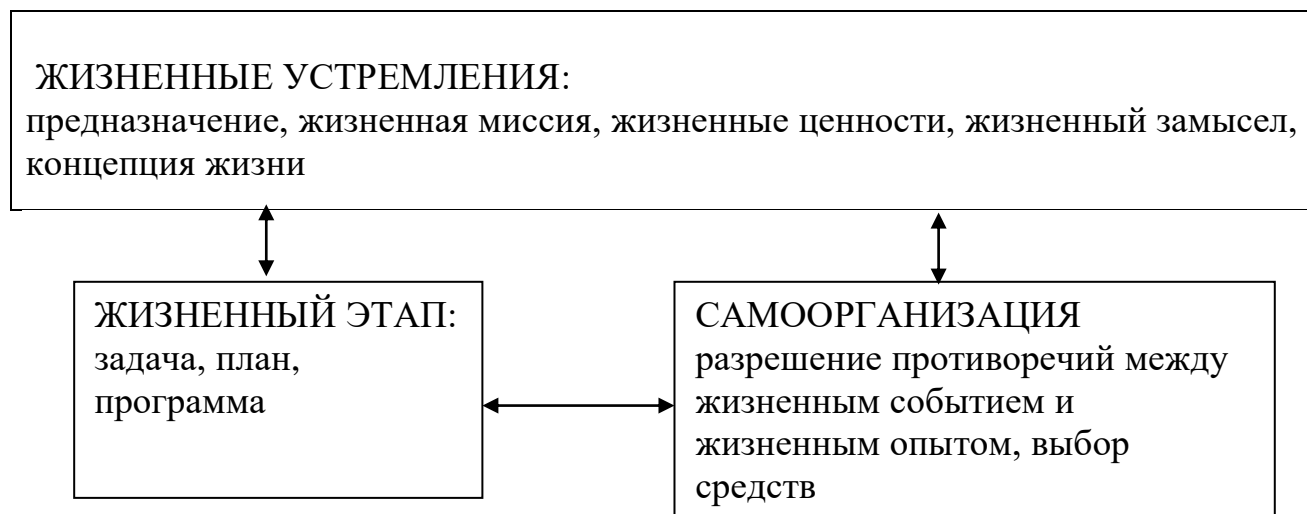 ЖИЗНЕННЫЕ УСТРЕМЛЕНИЯ:
предназначение, жизненная миссия, жизненные ценности, жизненный замысел,
концепция жизни
ЖИЗНЕННЫЙ ЭТАП:
задача, план,
программа
САМООРГАНИЗАЦИЯ
разрешение противоречий между
жизненным событием и
жизненным опытом, выбор
средств